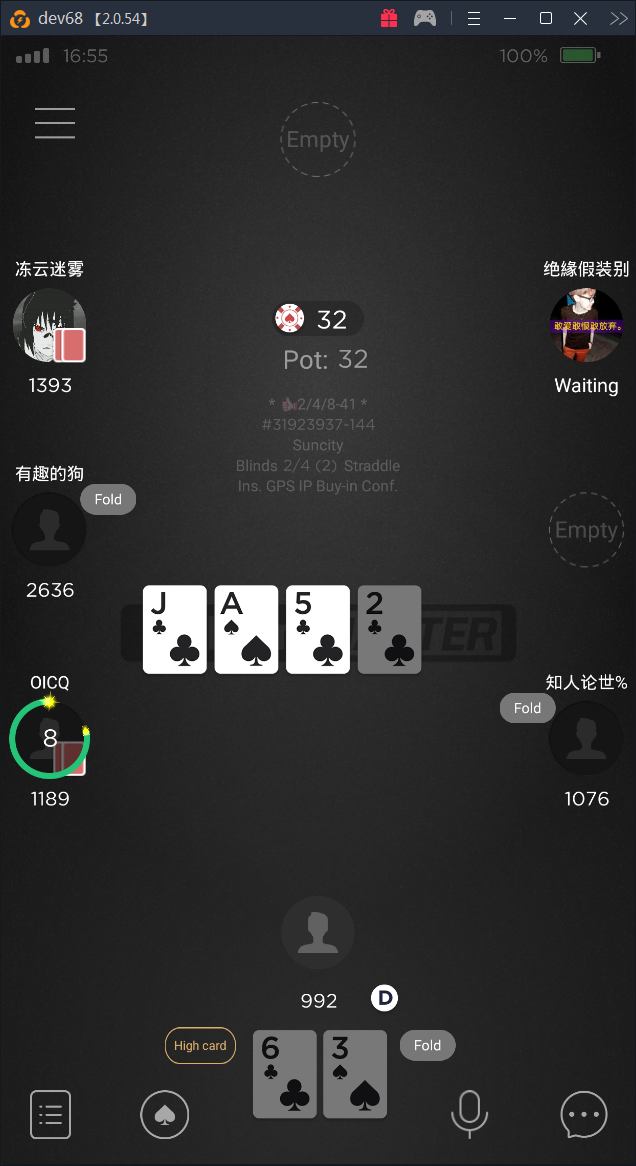 dev68 【2.0.54】
16:55
100%
Empty
冻云迷雾
绝緣假装别
敢爱敢恨敢放弃。
1393
Waiting
32
Pot: 32
2/4/8-41 *
#31923937-144
Suncity
Blinds 2/4 (2) Straddle
Ins. GPS IP Buy-in Conf.
有趣的狗
Fold
2636
Empty
J
A
5
2
OICQ
8
1189
知人论世%
Fold
1076
992
D
High card
6
3
Fold